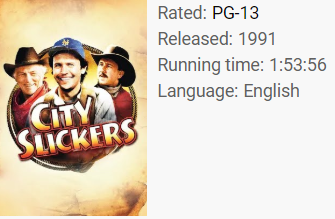 CITY
SLICKERS
Rated: PG-13
Released: 1991
Running time: 1:53:56
Language: English